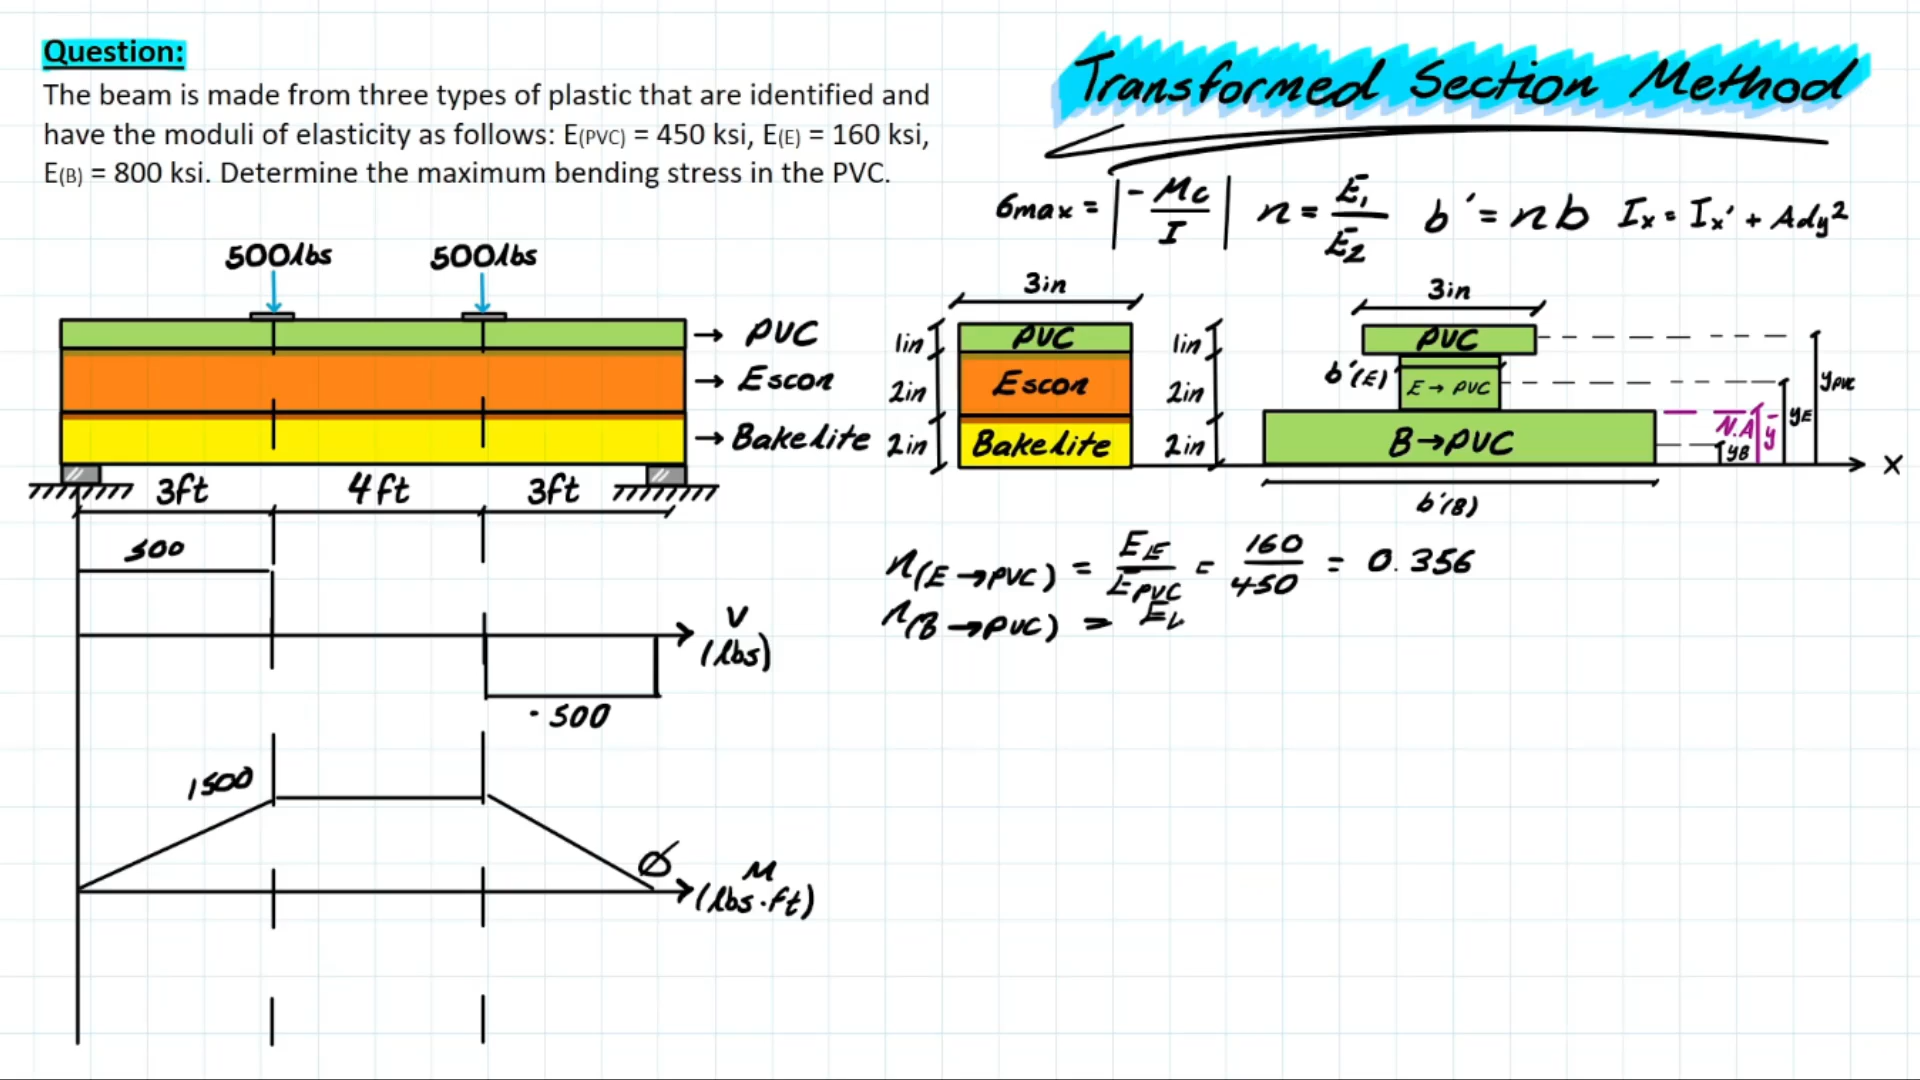 Question:
The beam is made from three types of plastic that are identified and
have the moduli of elasticity as follows: E(PVC) = 450 ksi, E(E) = 160 ksi,
E(B) = 800 ksi. Determine the maximum bending stress in the PVC.
Transformed Section Method
σmax = |-Mc/I| n = E1/E2 b' = nb Ix = Ix' + Ady²
500lbs 500lbs
→ PVC
→ Escon
→ Bakelite
3ft 4ft 3ft
3in
1in PVC
2in Escon
2in Bakelite
3in
1in PVC
2in b'(E) E→PVC
2in B→PVC
b'(B)
N.A ȳ yB yE yPVC
x
500
V
(lbs)
-500
1500
Ø
M
(lbs·ft)
n(E→PVC) = EE/EPVC = 160/450 = 0.356
n(B→PVC) =